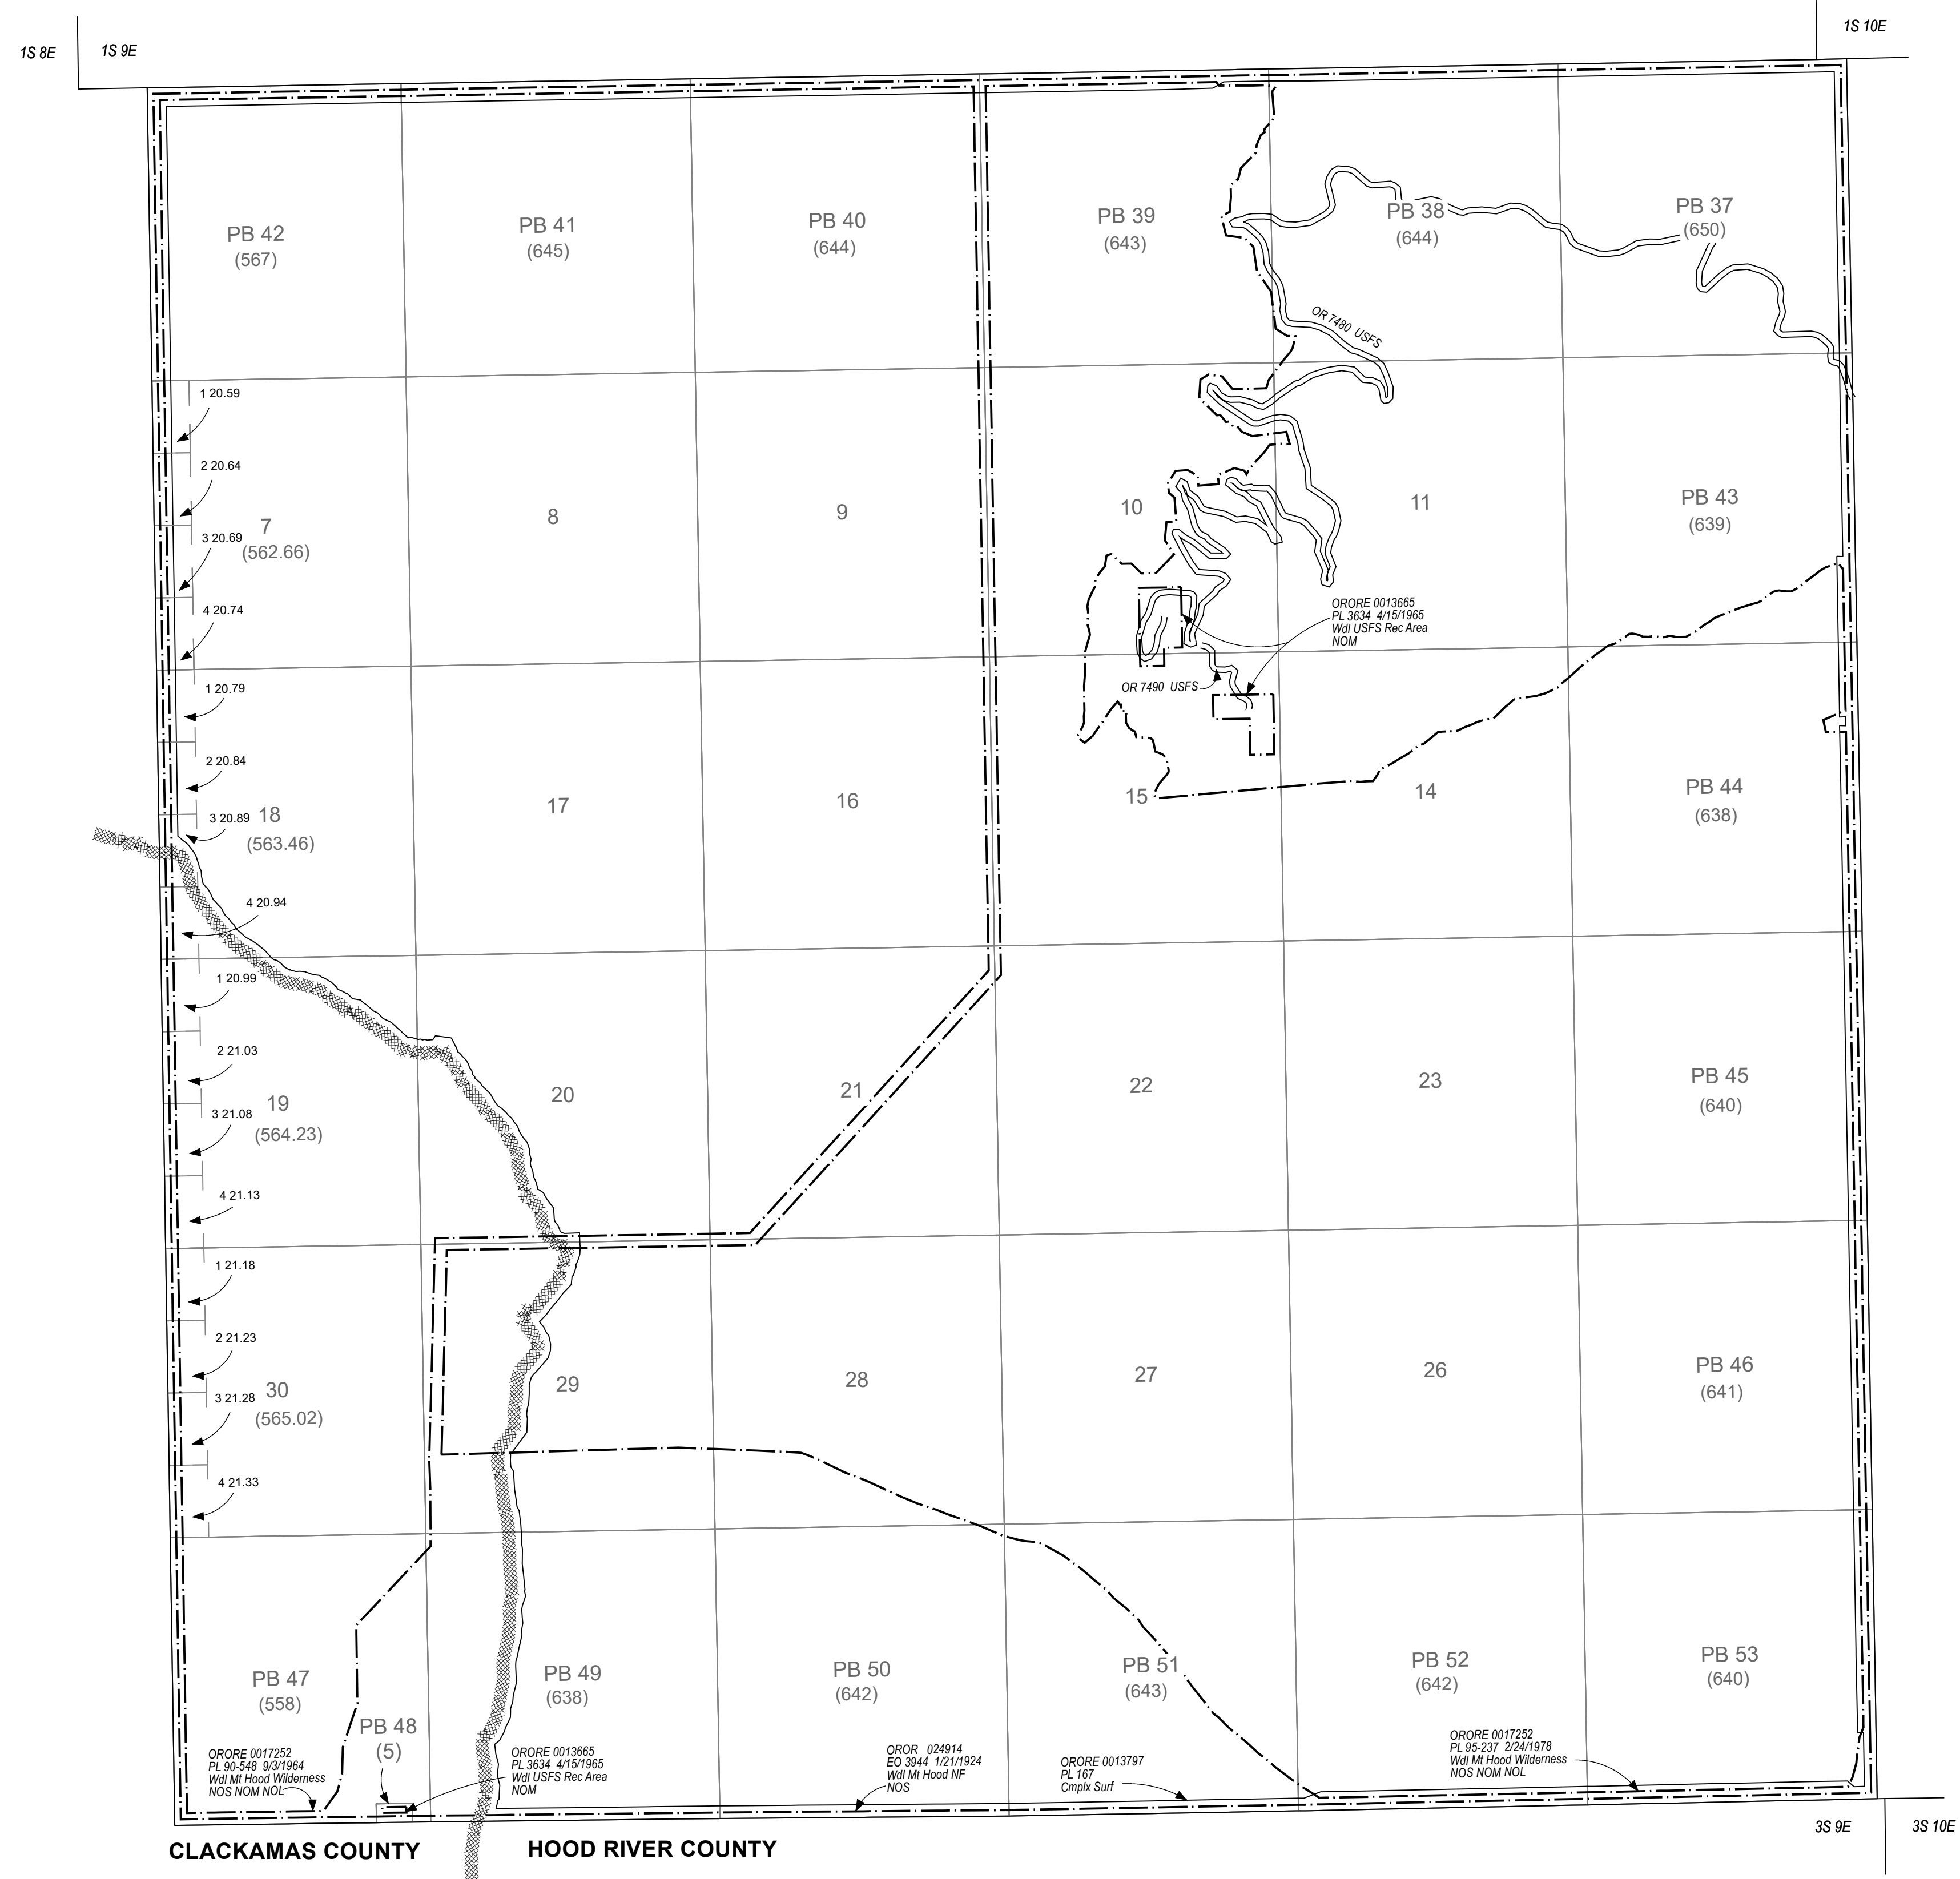 1S 8E
1S 9E
1S 10E
PB 42
(567)
PB 41
(645)
PB 40
(644)
PB 39
(643)
PB 38
(644)
PB 37
(650)
OR 7480 USFS
1 20.59
2 20.64
3 20.69
4 20.74
7
(562.66)
8
9
10
11
PB 43
(639)
ORORE 0013665
PL 3634 4/15/1965
Wdl USFS Rec Area
NOM
OR 7490 USFS
1 20.79
2 20.84
3 20.89
4 20.94
18
(563.46)
17
16
15
14
PB 44
(638)
1 20.99
2 21.03
3 21.08
4 21.13
19
(564.23)
20
21
22
23
PB 45
(640)
1 21.18
2 21.23
3 21.28
4 21.33
30
(565.02)
29
28
27
26
PB 46
(641)
PB 47
(558)
PB 48
(5)
PB 49
(638)
PB 50
(642)
PB 51
(643)
PB 52
(642)
PB 53
(640)
ORORE 0017252
PL 90-548 9/3/1964
Wdl Mt Hood Wilderness
NOS NOM NOL
ORORE 0013665
PL 3634 4/15/1965
Wdl USFS Rec Area
NOM
OROR 024914
EO 3944 1/21/1924
Wdl Mt Hood NF
NOS
ORORE 0013797
PL 167
Cmplx Surf
ORORE 0017252
PL 95-237 2/24/1978
Wdl Mt Hood Wilderness
NOS NOM NOL
CLACKAMAS COUNTY
HOOD RIVER COUNTY
3S 9E
3S 10E